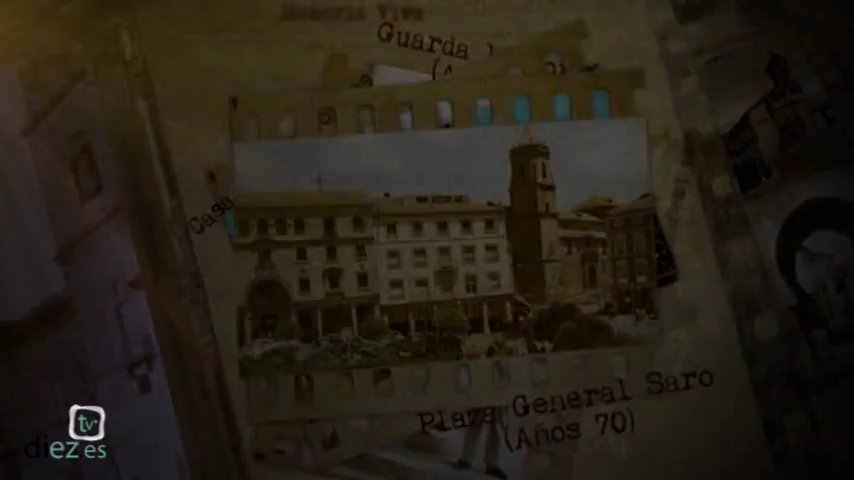 Memoria Viva
Guarda
Casa
Plaza General Saro
(Años 70)
tv
diez.es